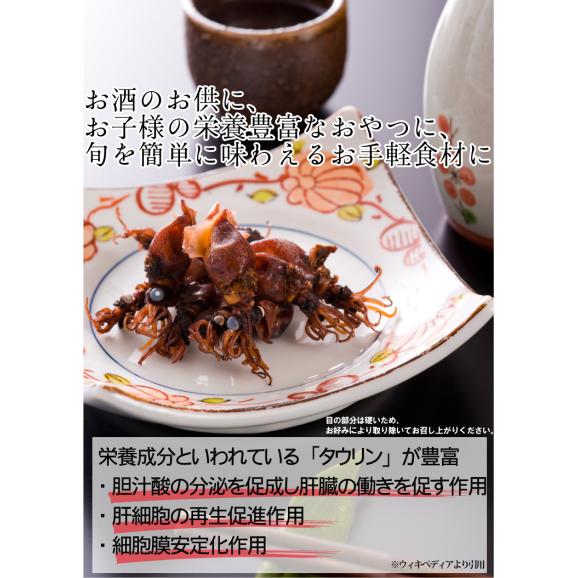 お酒のお供に、
お子様の栄養豊富なおやつに、
旬を簡単に味わえるお手軽食材に
目の部分は硬いため、
お好みにより取り除いてお召し上がりください。
栄養成分といわれている「タウリン」が豊富
・胆汁酸の分泌を促成し肝臓の働きを促す作用
・肝細胞の再生促進作用
・細胞膜安定化作用
※ウィキペディアより引用